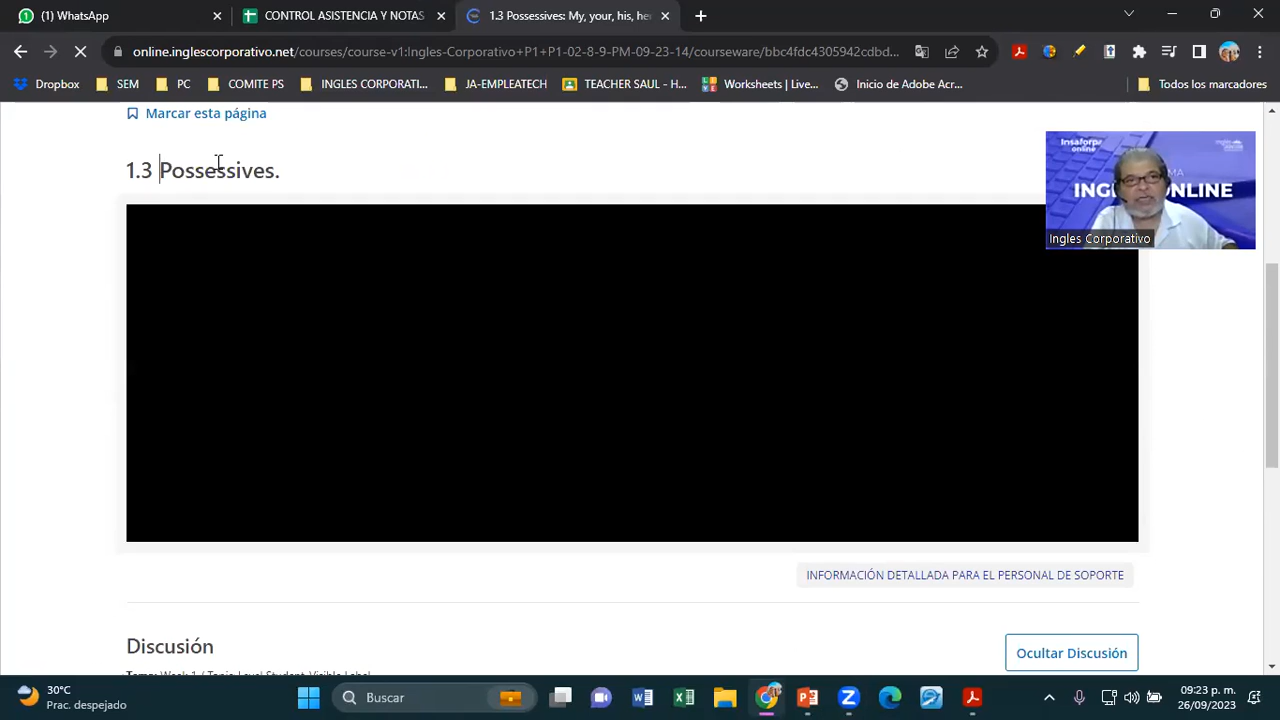 (1) WhatsApp
CONTROL ASISTENCIA Y NOTAS
1.3 Possessives: My, your, his, he
online.inglescorporativo.net/courses/course-v1:Ingles-Corporativo+P1+P1-02-8-9-PM-09-23-14/courseware/bbc4fdc4305942cdbd...
Dropbox
SEM
PC
INGLES CORPORATI...
COMITE PS
JA-EMPLEATECH
TEACHER SAUL - H...
Worksheets | Live...
Inicio de Adobe Acr...
Todos los marcadores
Marcar esta página
1.3 Possessives.
Insaforp
online
INGLÉS ONLINE
Ingles Corporativo
INFORMACIÓN DETALLADA PARA EL PERSONAL DE SOPORTE
Discusión
Ocultar Discusión
30°C
Prac. despejado
Buscar
09:23 p. m.
26/09/2023